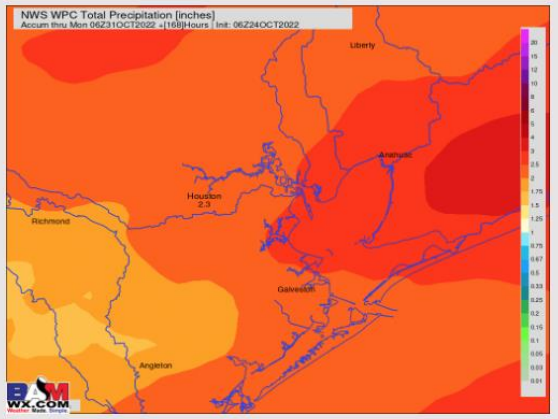 NWS WPC Total Precipitation [inches]
Accum thru Mon 06Z31OCT2022 +[168]Hours | Init: 06Z24OCT2022
Liberty
Anahuac
Houston
2.3
Richmond
Galveston
Angleton
20
15
12
10
8
6
5
4
3
2.5
2
1.75
1.5
1.25
1
0.75
0.67
0.5
0.33
0.25
0.2
0.15
0.1
0.05
0.03
0.01
BAM
WX.COM
Weather Made Simple